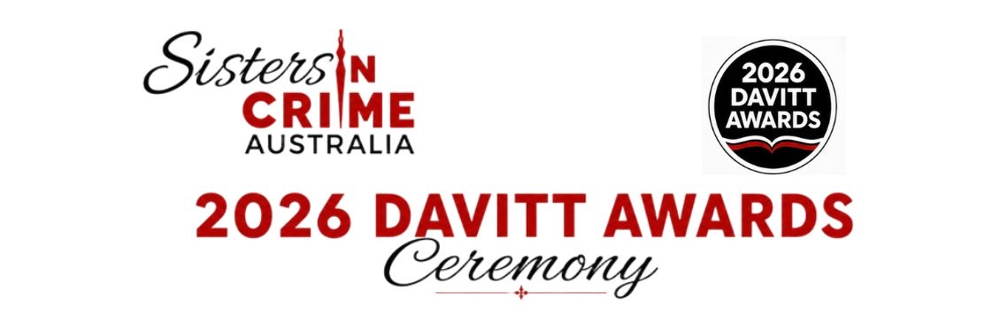 Sisters IN
CRIME
AUSTRALIA
2026
DAVITT
AWARDS
2026 DAVITT AWARDS
Ceremony